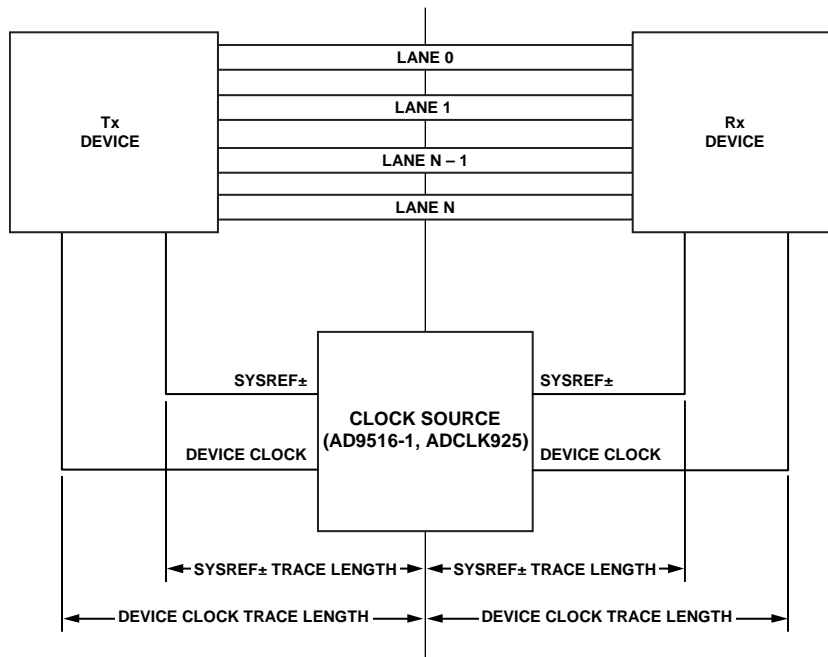 LANE 0
LANE 1
Tx
DEVICE
Rx
DEVICE
LANE N – 1
LANE N
SYSREF±
SYSREF±
CLOCK SOURCE
(AD9516-1, ADCLK925)
DEVICE CLOCK
DEVICE CLOCK
SYSREF± TRACE LENGTH
SYSREF± TRACE LENGTH
DEVICE CLOCK TRACE LENGTH
DEVICE CLOCK TRACE LENGTH